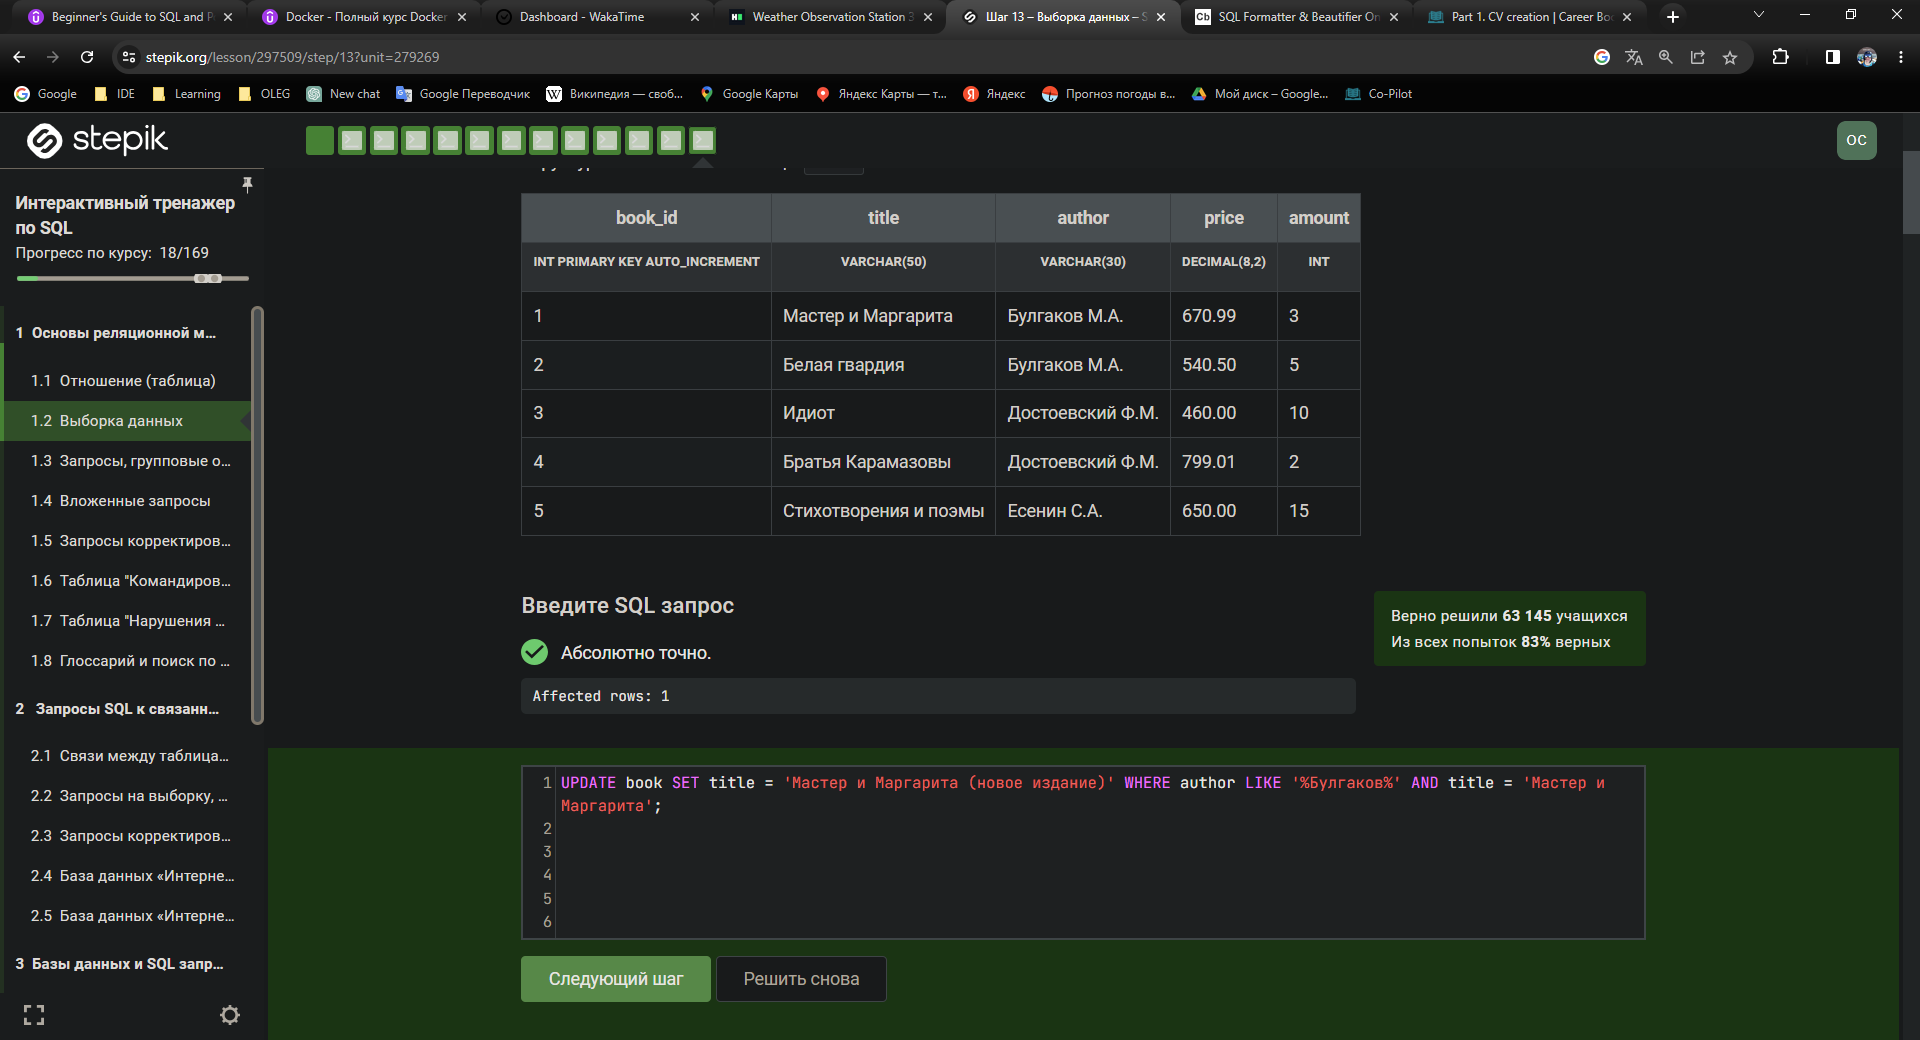 Beginner's Guide to SQL and P
Docker - Полный курс Docker
Dashboard - WakaTime
Weather Observation Station 3
Шаг 13 – Выборка данных – S
Cb SQL Formatter & Beautifier On
Part 1. CV creation | Career Boo
stepik.org/lesson/297509/step/13?unit=279269
Google
IDE
Learning
OLEG
New chat
Google Переводчик
Википедия — своб...
Google Карты
Яндекс Карты — т...
Яндекс
Прогноз погоды в...
Мой диск – Google...
Co-Pilot
stepik
OC
Интерактивный тренажер
по SQL
Прогресс по курсу: 18/169
1 Основы реляционной м...
1.1 Отношение (таблица)
1.2 Выборка данных
1.3 Запросы, групповые о...
1.4 Вложенные запросы
1.5 Запросы корректиров...
1.6 Таблица "Командиров...
1.7 Таблица "Нарушения ...
1.8 Глоссарий и поиск по ...
2 Запросы SQL к связанн...
2.1 Связи между таблица...
2.2 Запросы на выборку, ...
2.3 Запросы корректиров...
2.4 База данных «Интерне...
2.5 База данных «Интерне...
3 Базы данных и SQL запр...
book_id title author price amount
INT PRIMARY KEY AUTO_INCREMENT VARCHAR(50) VARCHAR(30) DECIMAL(8,2) INT
1 Мастер и Маргарита Булгаков М.А. 670.99 3
2 Белая гвардия Булгаков М.А. 540.50 5
3 Идиот Достоевский Ф.М. 460.00 10
4 Братья Карамазовы Достоевский Ф.М. 799.01 2
5 Стихотворения и поэмы Есенин С.А. 650.00 15
Введите SQL запрос
Абсолютно точно.
Affected rows: 1
Верно решили 63 145 учащихся
Из всех попыток 83% верных
1 UPDATE book SET title = 'Мастер и Маргарита (новое издание)' WHERE author LIKE '%Булгаков%' AND title = 'Мастер и
Маргарита';
2
3
4
5
6
Следующий шаг
Решить снова